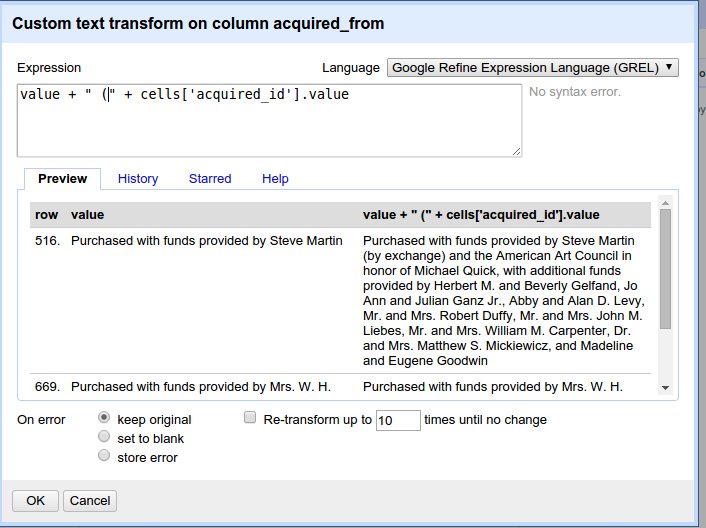 Custom text transform on column acquired_from
Expression
Language Google Refine Expression Language (GREL)
value + " (" + cells['acquired_id'].value
No syntax error.
Preview History Starred Help
row value value + " (" + cells['acquired_id'].value
516. Purchased with funds provided by Steve Martin Purchased with funds provided by Steve Martin
(by exchange) and the American Art Council in
honor of Michael Quick, with additional funds
provided by Herbert M. and Beverly Gelfand, Jo
Ann and Julian Ganz Jr., Abby and Alan D. Levy,
Mr. and Mrs. Robert Duffy, Mr. and Mrs. John M.
Liebes, Mr. and Mrs. William M. Carpenter, Dr.
and Mrs. Matthew S. Mickiewicz, and Madeline
and Eugene Goodwin
669. Purchased with funds provided by Mrs. W. H. Purchased with funds provided by Mrs. W. H.
On error keep original Re-transform up to 10 times until no change
set to blank
store error
OK Cancel